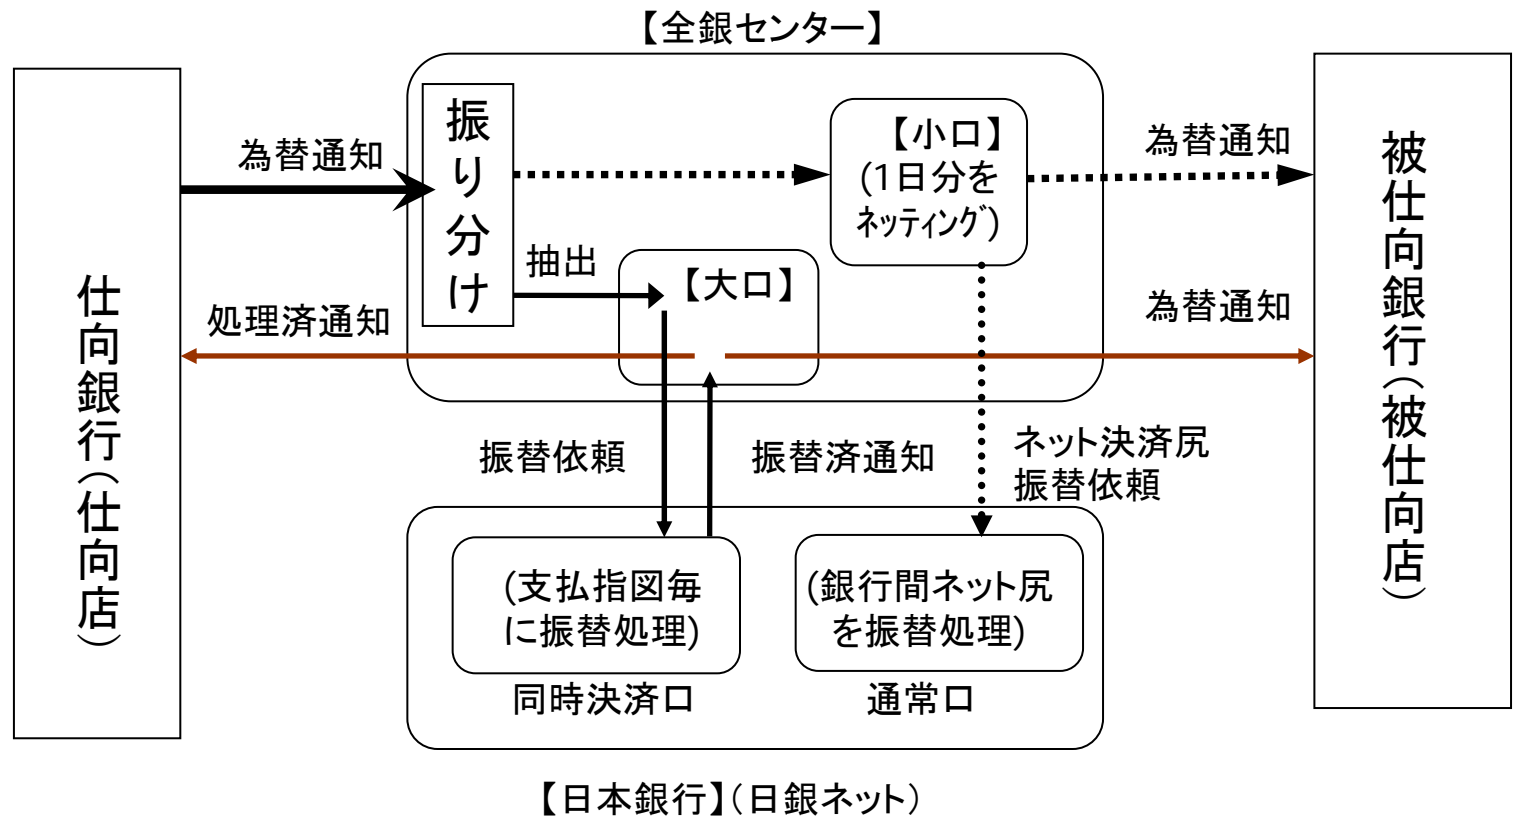 【全銀センター】
仕向銀行(仕向店)
為替通知
振り分け
【小口】
(1日分を
ネッティング)
為替通知
被仕向銀行(被仕向店)
抽出
【大口】
処理済通知
為替通知
振替依頼
振替済通知
ネット決済尻
振替依頼
(支払指図毎
に振替処理)
同時決済口
(銀行間ネット尻
を振替処理)
通常口
【日本銀行】(日銀ネット)